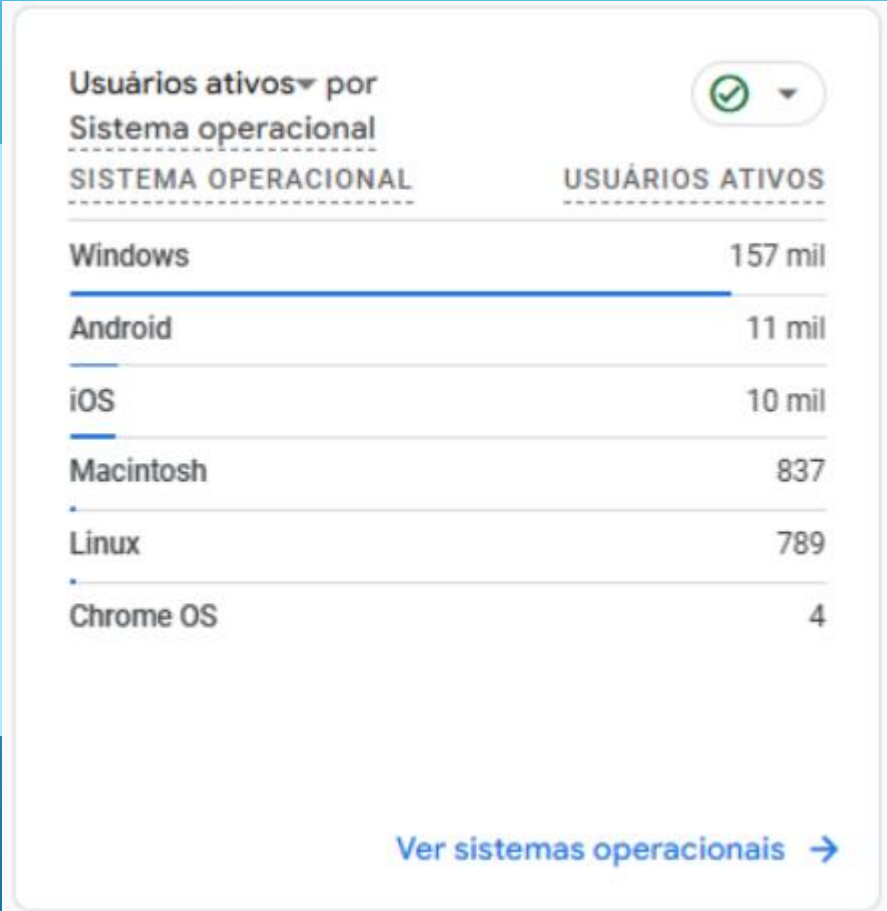 Usuários ativos por
Sistema operacional
SISTEMA OPERACIONAL USUÁRIOS ATIVOS
Windows 157 mil
Android 11 mil
iOS 10 mil
Macintosh 837
Linux 789
Chrome OS 4
Ver sistemas operacionais